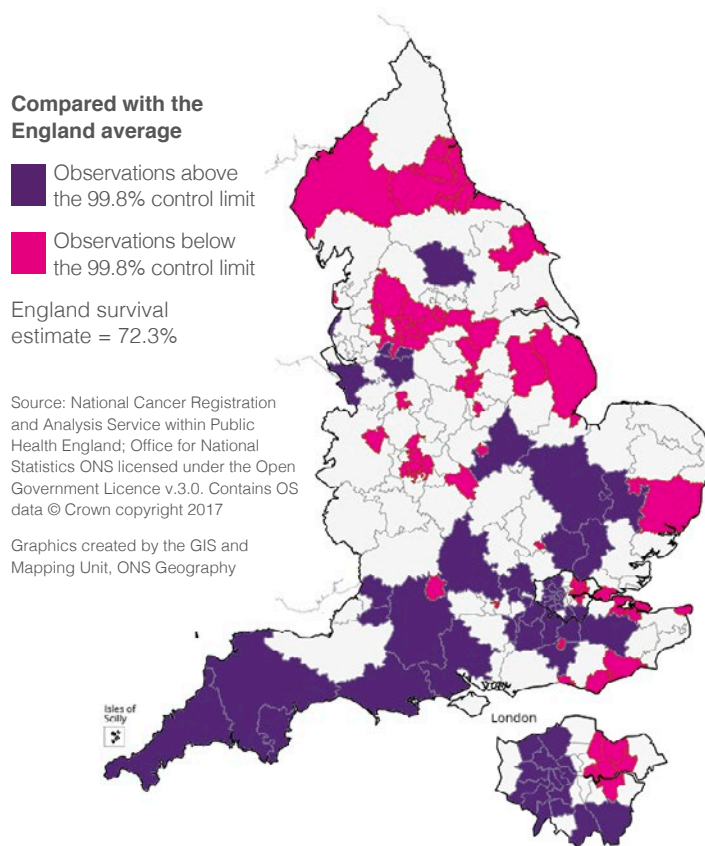 Compared with the
England average
Observations above
the 99.8% control limit
Observations below
the 99.8% control limit
England survival
estimate = 72.3%
Source: National Cancer Registration
and Analysis Service within Public
Health England; Office for National
Statistics ONS licensed under the Open
Government Licence v.3.0. Contains OS
data © Crown copyright 2017
Graphics created by the GIS and
Mapping Unit, ONS Geography
Isles of
Scilly
London